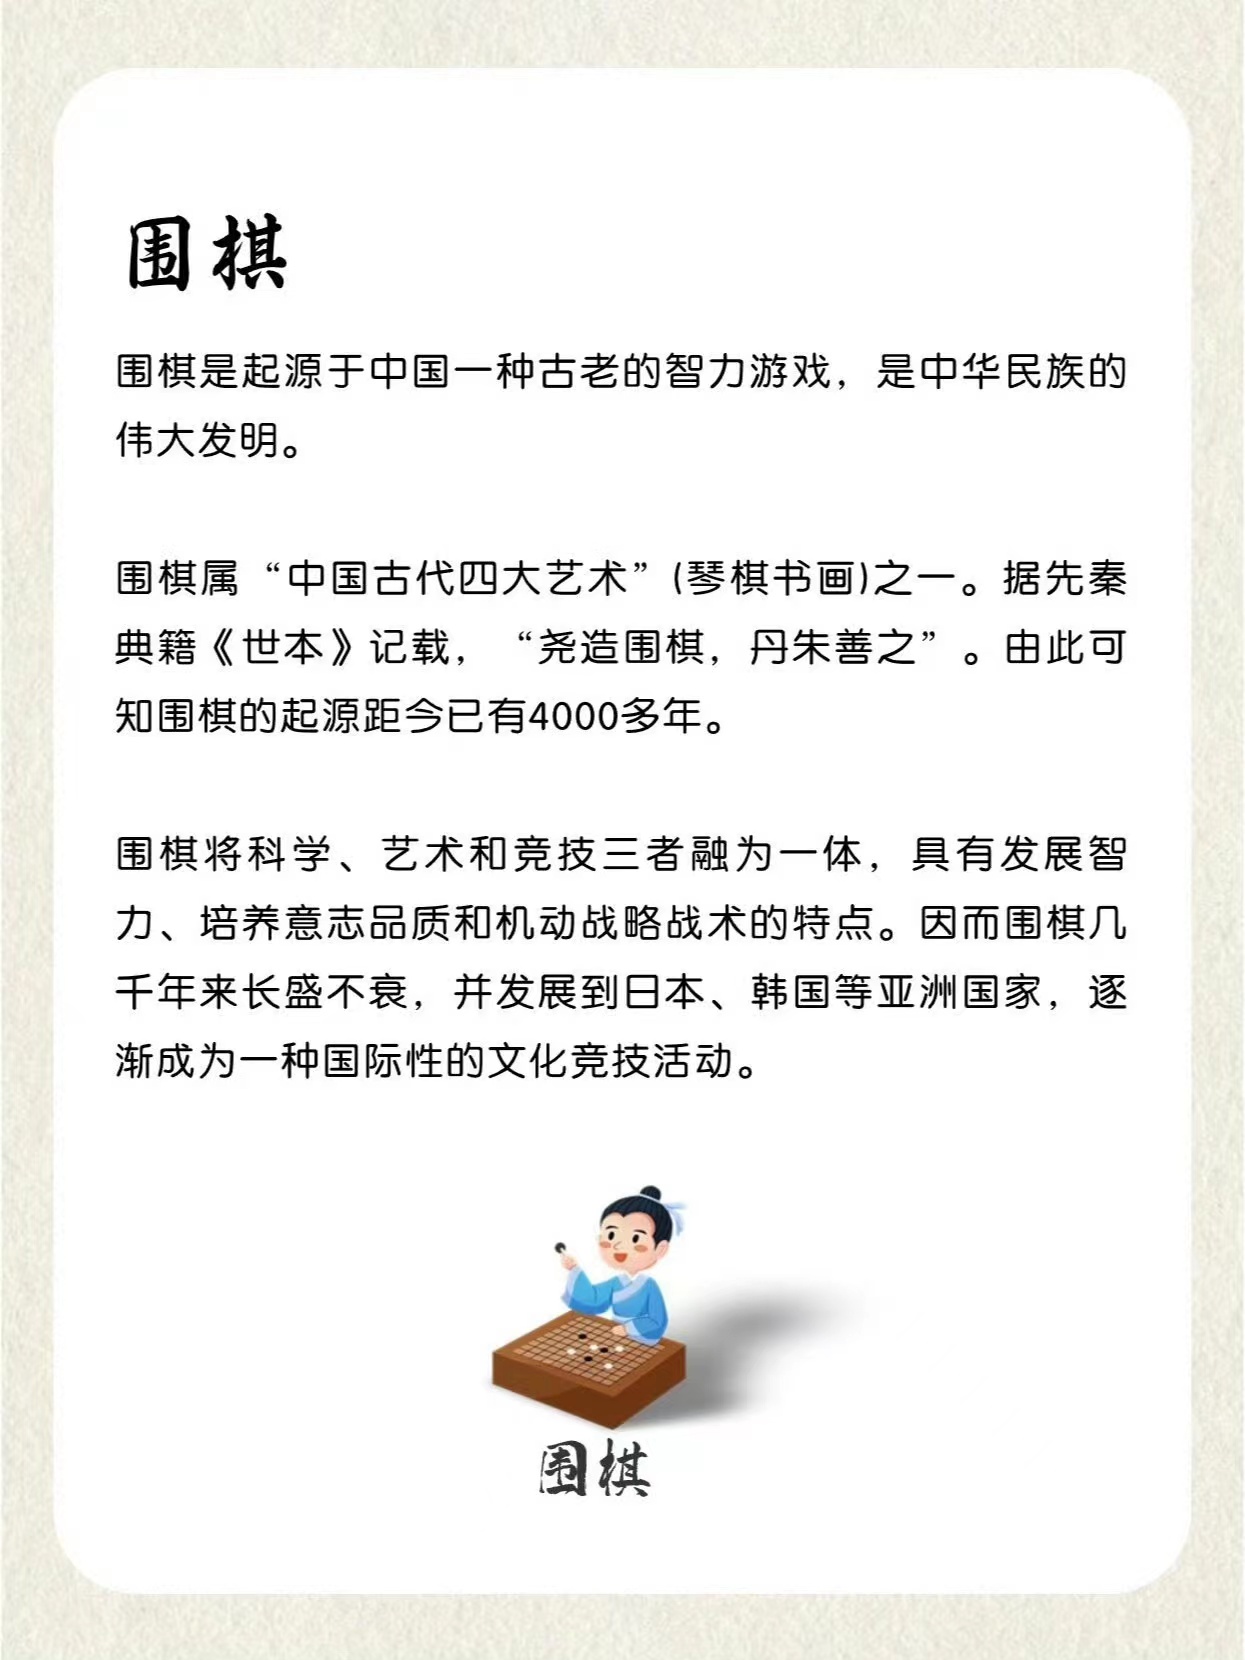 围棋
围棋是起源于中国一种古老的智力游戏，是中华民族的
伟大发明。
围棋属“中国古代四大艺术”(琴棋书画)之一。据先秦
典籍《世本》记载，“尧造围棋，丹朱善之”。由此可
知围棋的起源距今已有4000多年。
围棋将科学、艺术和竞技三者融为一体，具有发展智
力、培养意志品质和机动战略战术的特点。因而围棋几
千年来长盛不衰，并发展到日本、韩国等亚洲国家，逐
渐成为一种国际性的文化竞技活动。
围棋